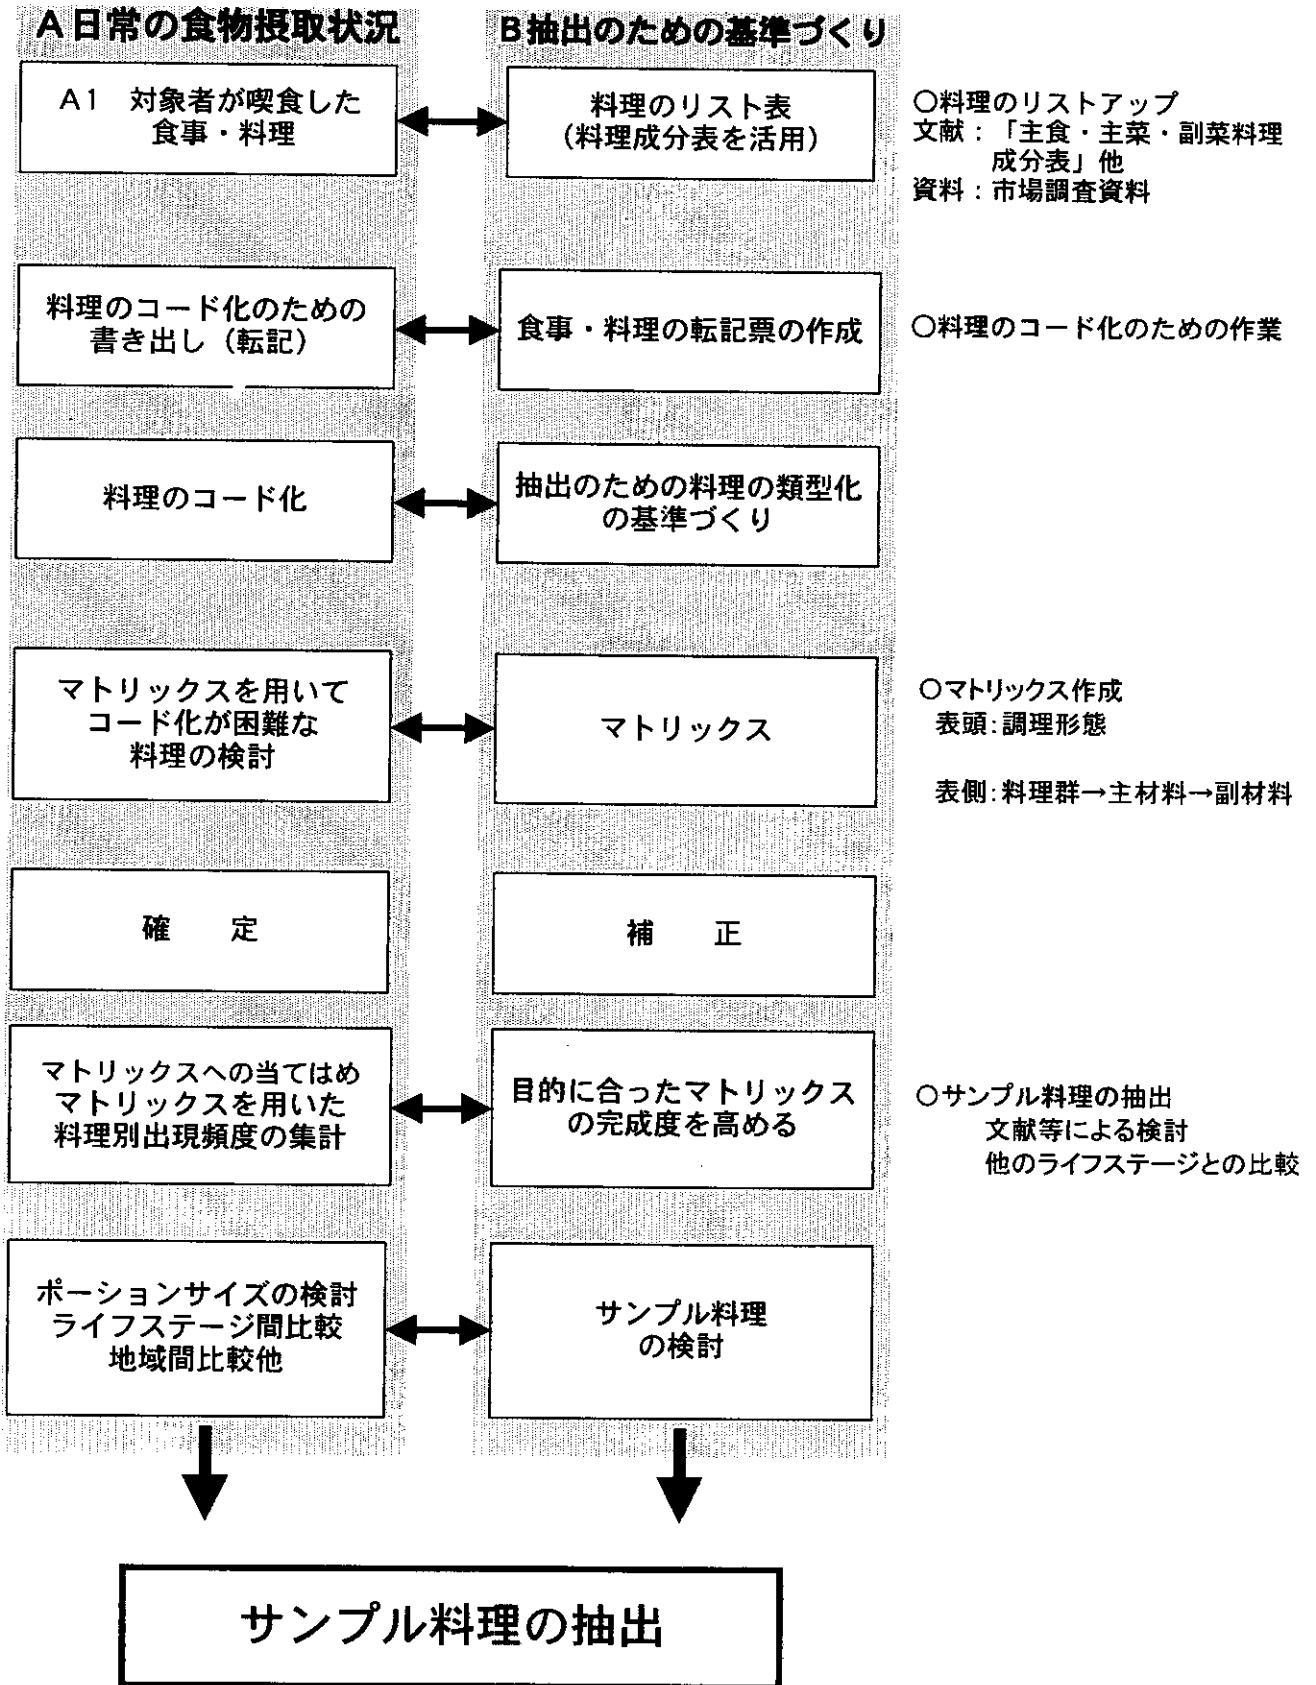 A日常の食物摂取状況
B抽出のための基準づくり
A1 対象者が喫食した
食事・料理
料理のリスト表
（料理成分表を活用）
○料理のリストアップ
文献：「主食・主菜・副菜料理
成分表」他
資料：市場調査資料
料理のコード化のための
書き出し（転記）
食事・料理の転記票の作成
○料理のコード化のための作業
料理のコード化
抽出のための料理の類型化
の基準づくり
マトリックスを用いて
コード化が困難な
料理の検討
マトリックス
○マトリックス作成
表頭：調理形態
表側：料理群→主材料→副材料
確 定
補 正
マトリックスへの当てはめ
マトリックスを用いた
料理別出現頻度の集計
目的に合ったマトリックス
の完成度を高める
○サンプル料理の抽出
文献等による検討
他のライフステージとの比較
ポーションサイズの検討
ライフステージ間比較
地域間比較他
サンプル料理
の検討
サンプル料理の抽出